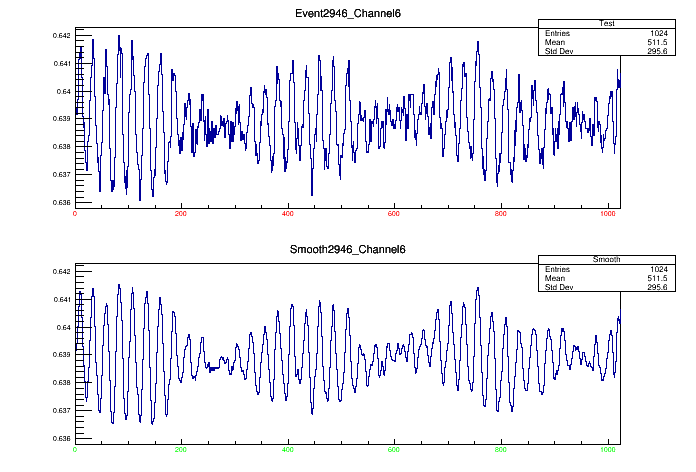 Event2946_Channel6
Test
Entries 1024
Mean 511.5
Std Dev 295.6
0.642
0.641
0.64
0.639
0.638
0.637
0.636
0 200 400 600 800 1000
Smooth2946_Channel6
Smooth
Entries 1024
Mean 511.5
Std Dev 295.6
0.642
0.641
0.64
0.639
0.638
0.637
0.636
0 200 400 600 800 1000